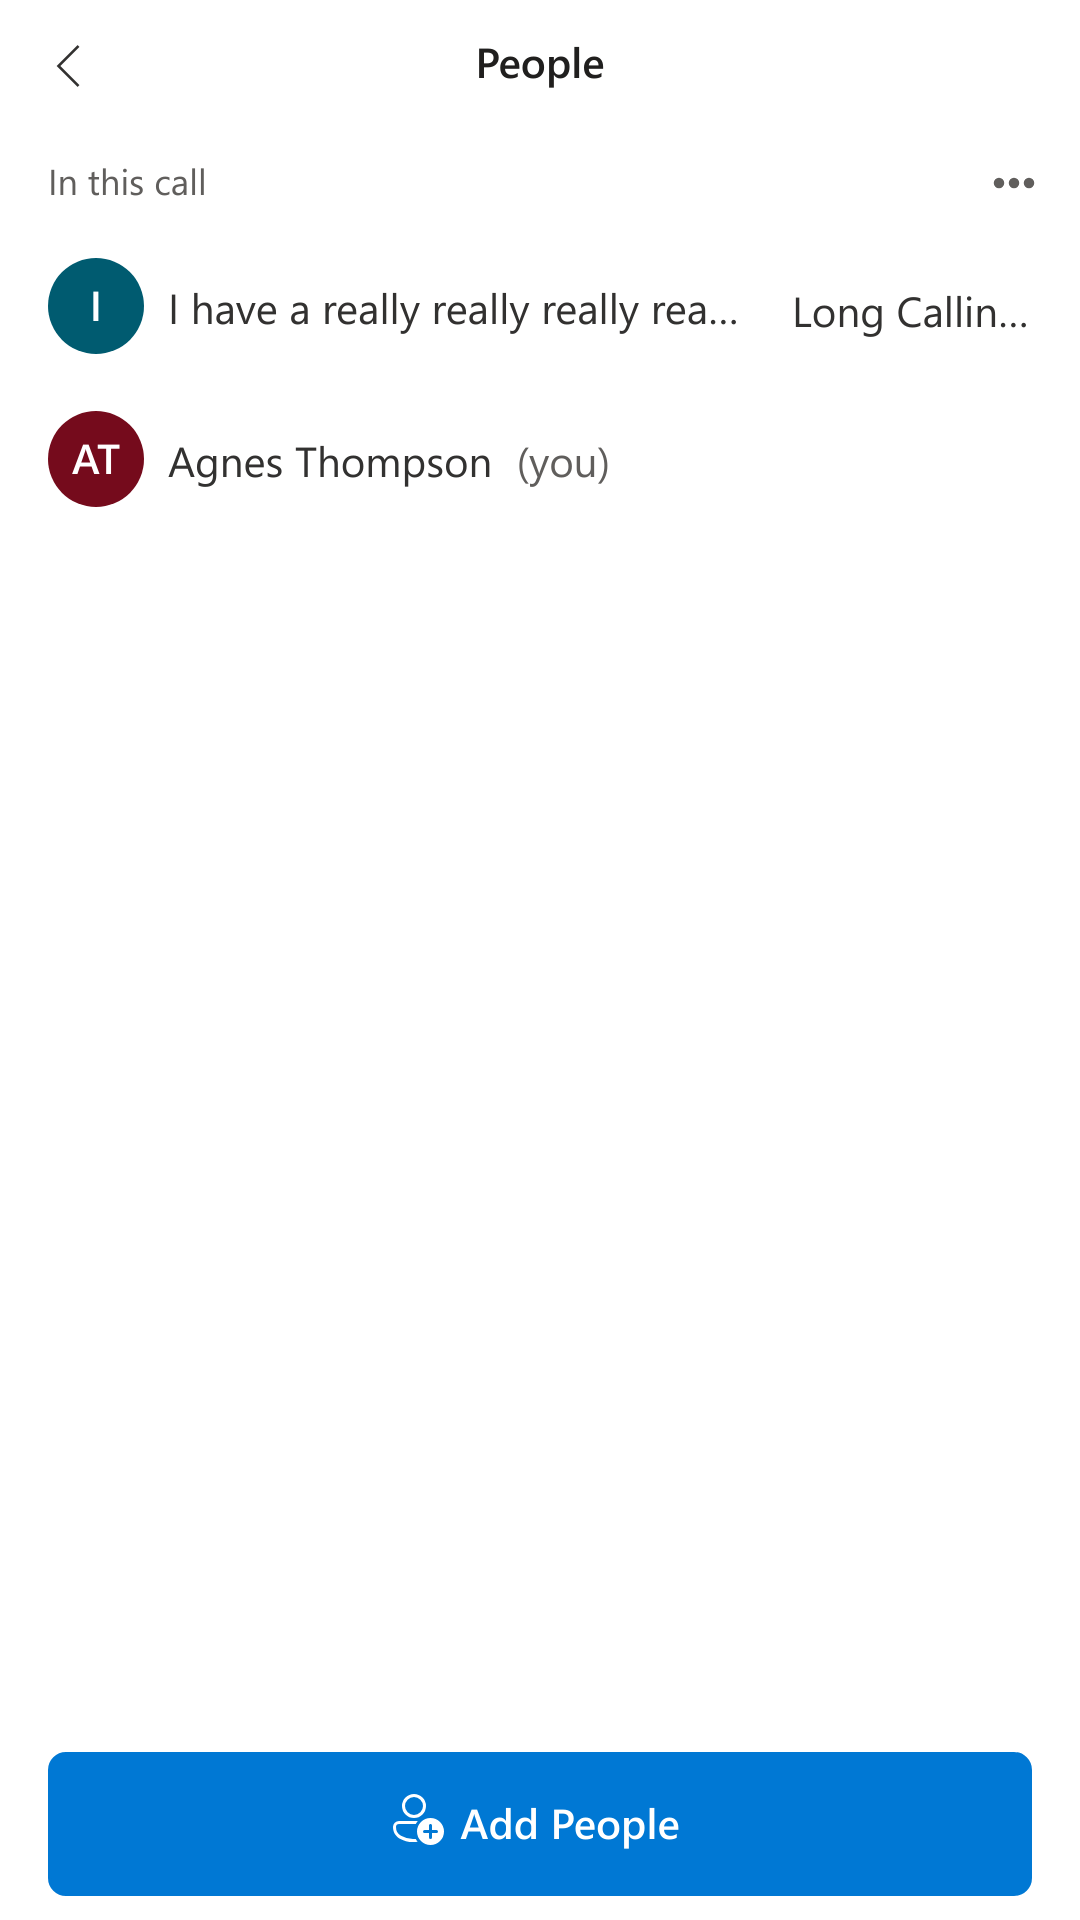 People
In this call
I I have a really really really rea... Long Callin...
AT Agnes Thompson (you)
Add People